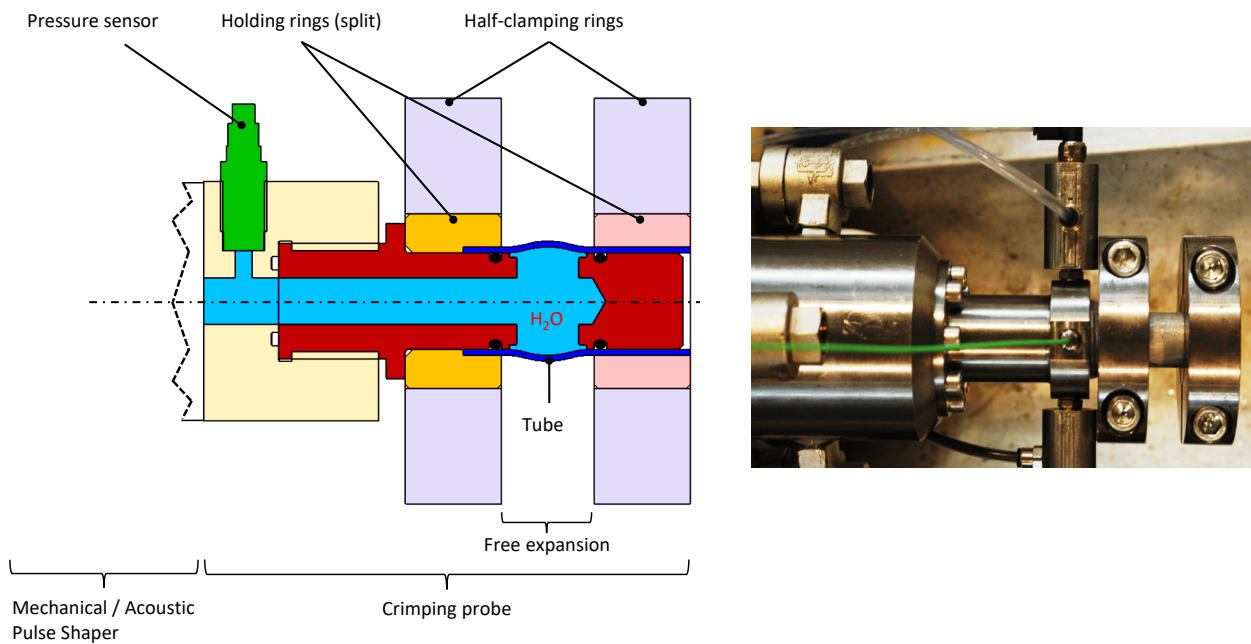 Pressure sensor
Holding rings (split)
Half-clamping rings
H₂O
Tube
Free expansion
Mechanical / Acoustic
Pulse Shaper
Crimping probe